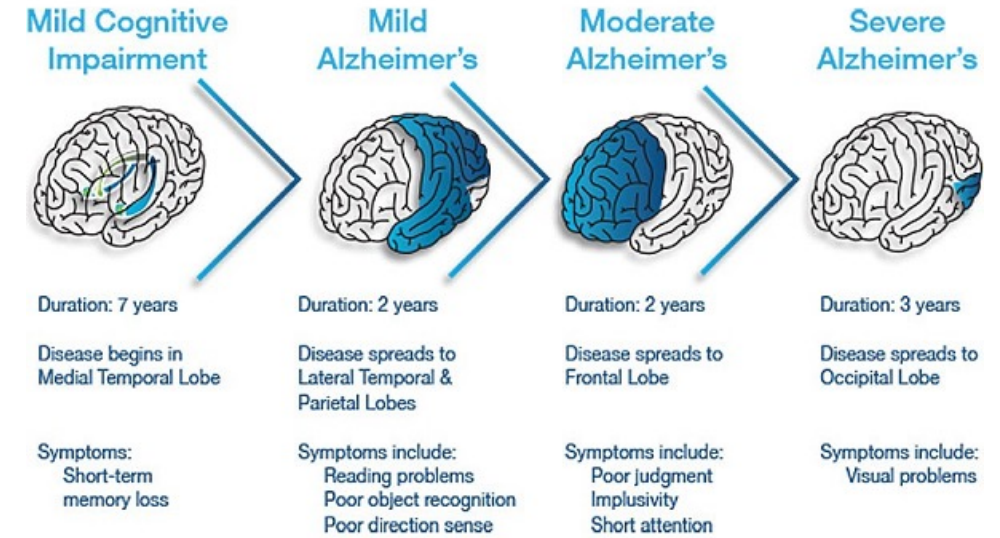 Mild Cognitive
Impairment
Mild
Alzheimer's
Moderate
Alzheimer's
Severe
Alzheimer's
Duration: 7 years
Disease begins in
Medial Temporal Lobe
Symptoms:
Short-term
memory loss
Duration: 2 years
Disease spreads to
Lateral Temporal &
Parietal Lobes
Symptoms include:
Reading problems
Poor object recognition
Poor direction sense
Duration: 2 years
Disease spreads to
Frontal Lobe
Symptoms include:
Poor judgment
Implusivity
Short attention
Duration: 3 years
Disease spreads to
Occipital Lobe
Symptoms include:
Visual problems